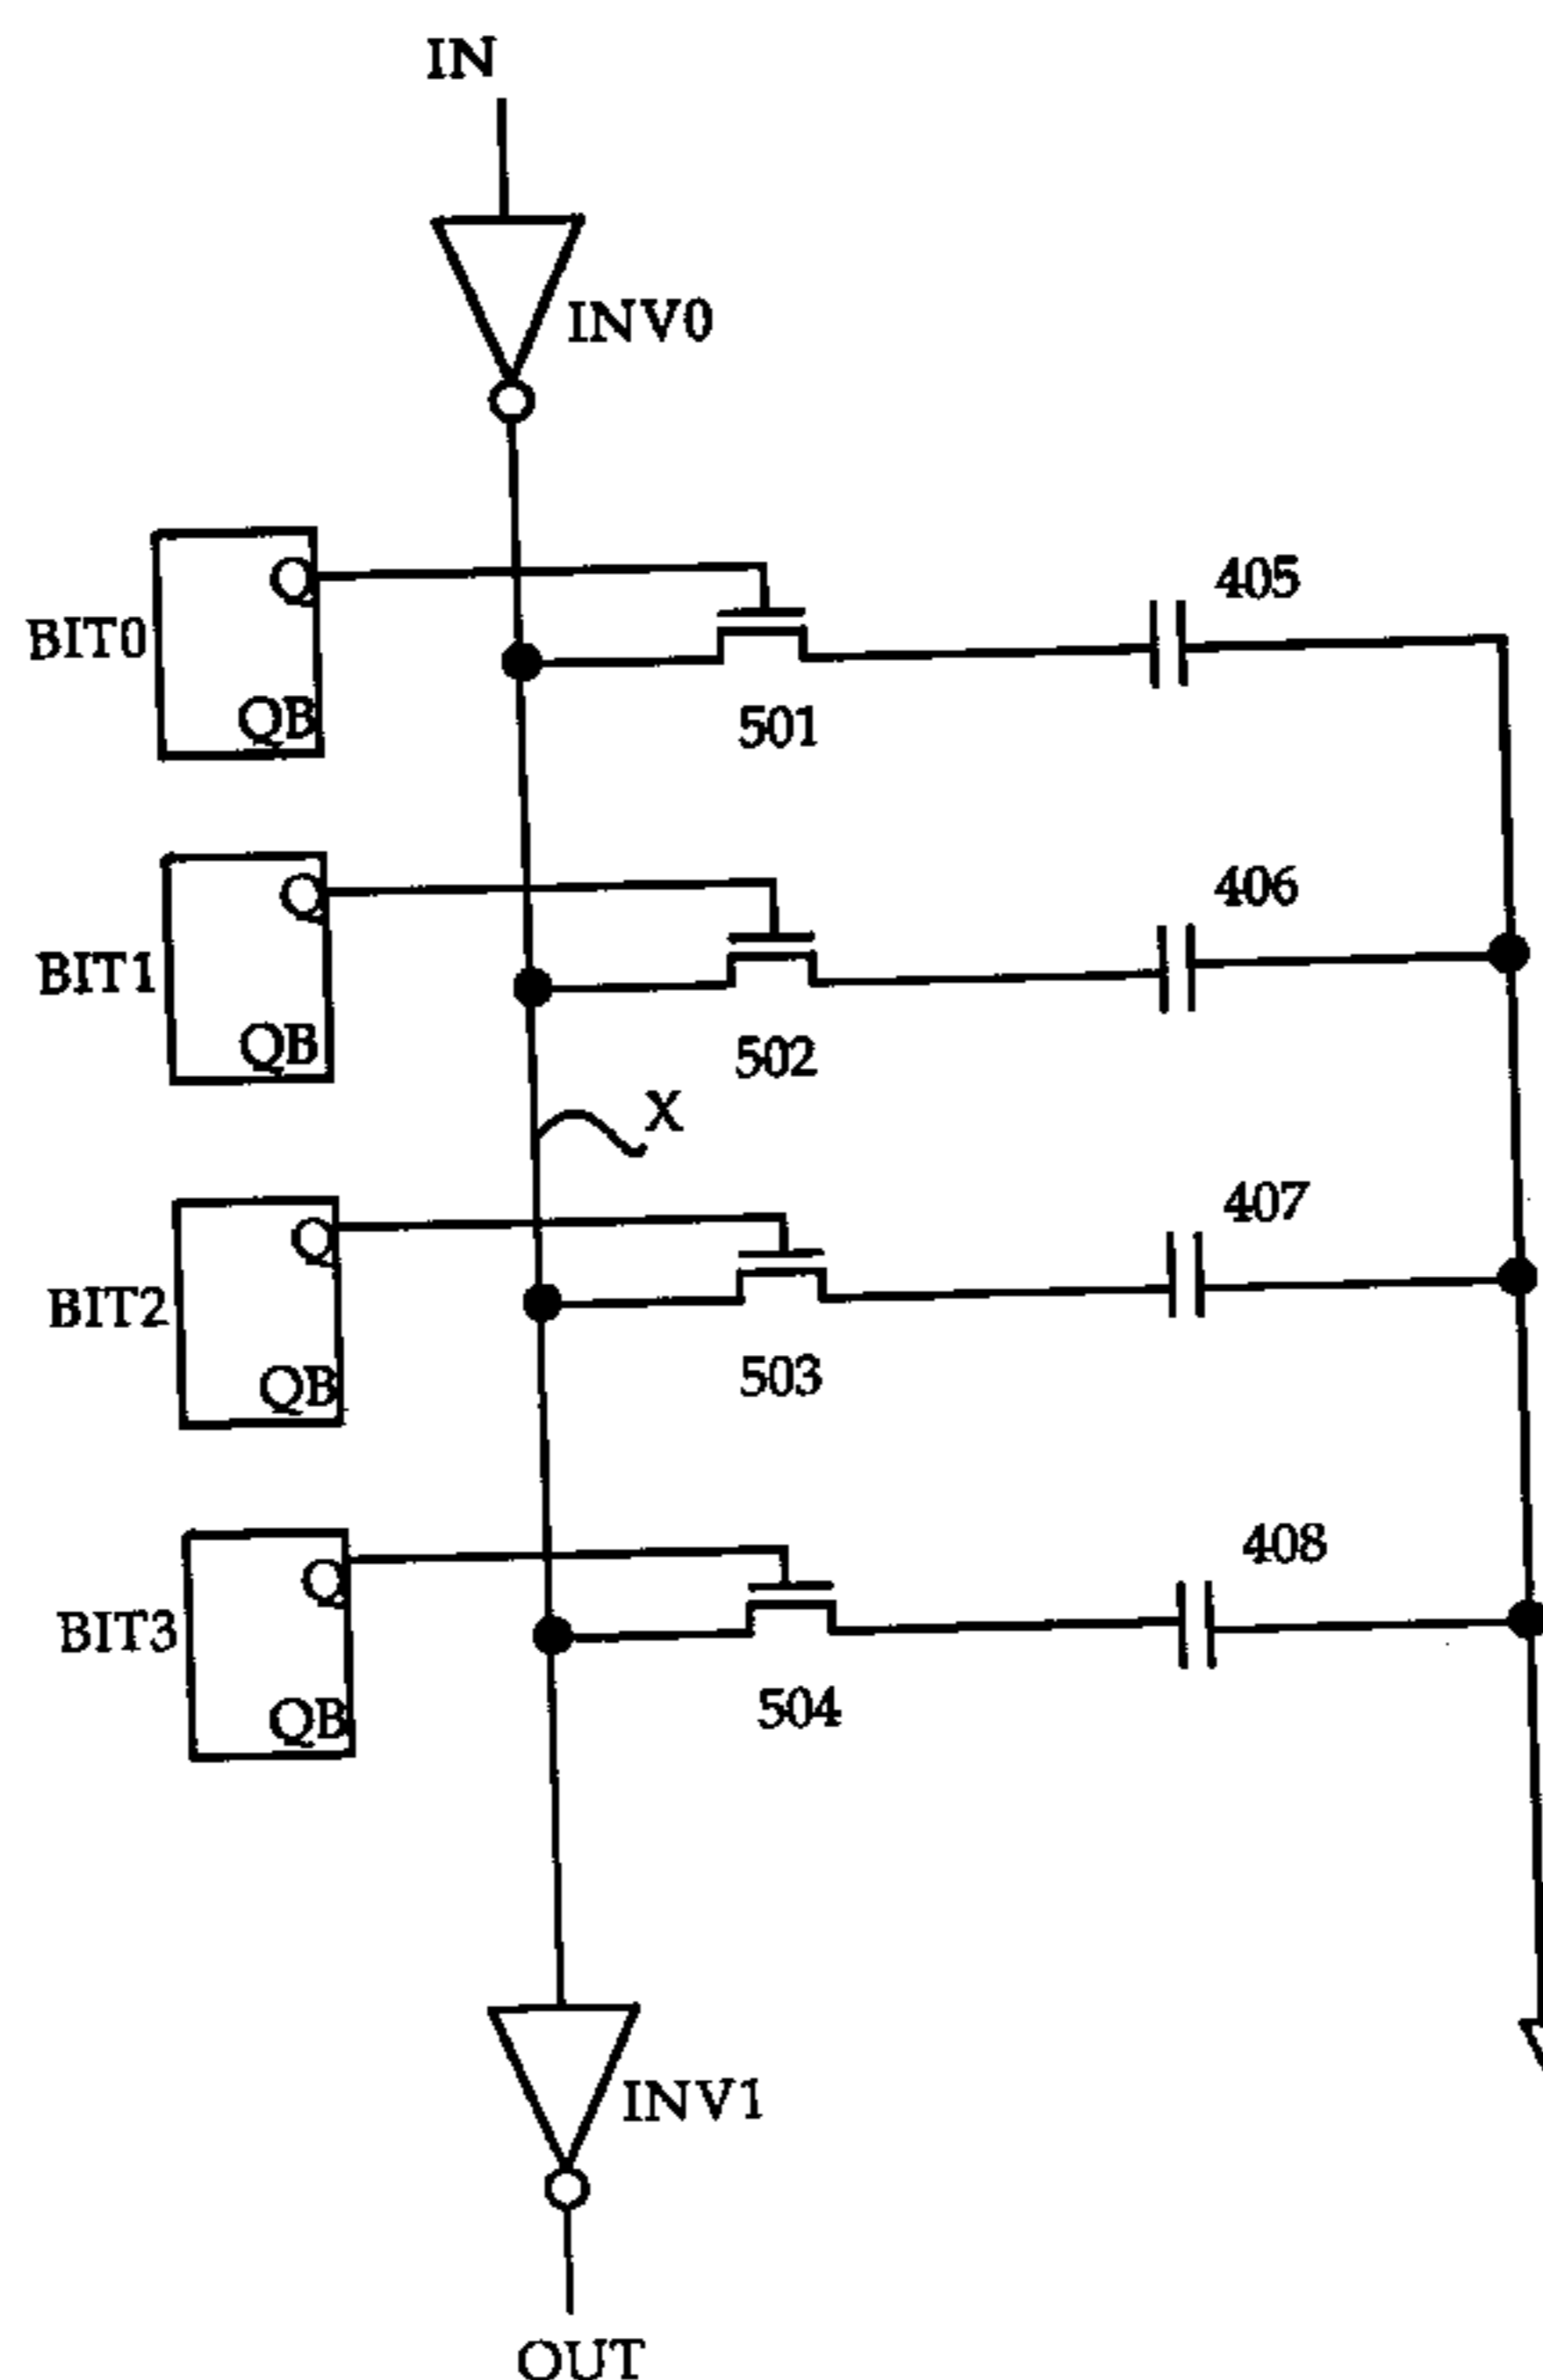 IN
INV0
Q
405
BIT0
QB
501
Q
406
BIT1
QB
502
X
Q
407
BIT2
QB
503
Q
408
BIT3
QB
504
INV1
OUT